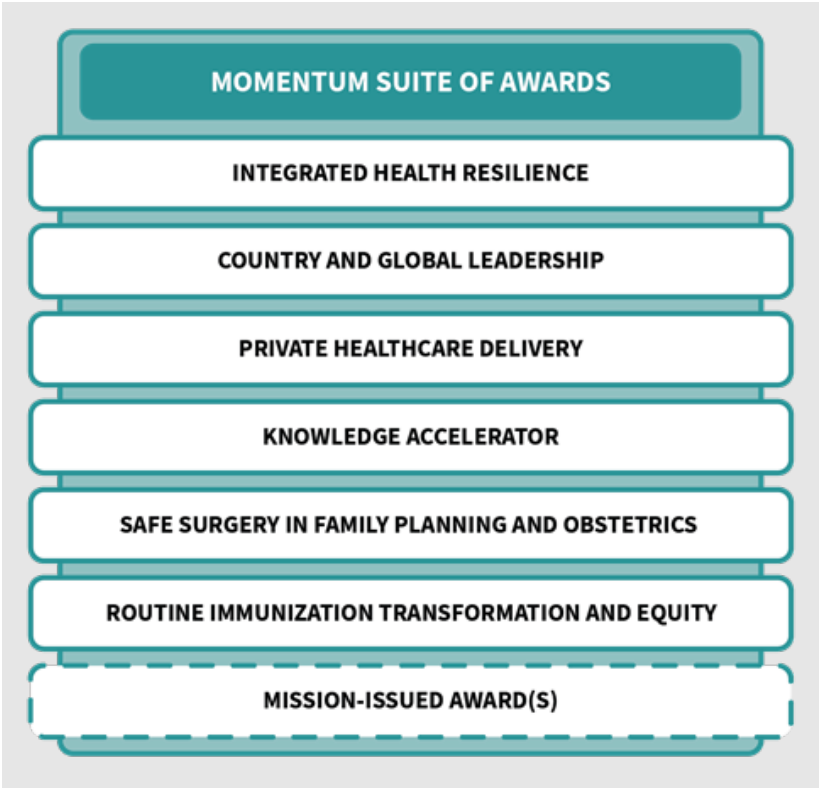 MOMENTUM SUITE OF AWARDS
INTEGRATED HEALTH RESILIENCE
COUNTRY AND GLOBAL LEADERSHIP
PRIVATE HEALTHCARE DELIVERY
KNOWLEDGE ACCELERATOR
SAFE SURGERY IN FAMILY PLANNING AND OBSTETRICS
ROUTINE IMMUNIZATION TRANSFORMATION AND EQUITY
MISSION-ISSUED AWARD(S)